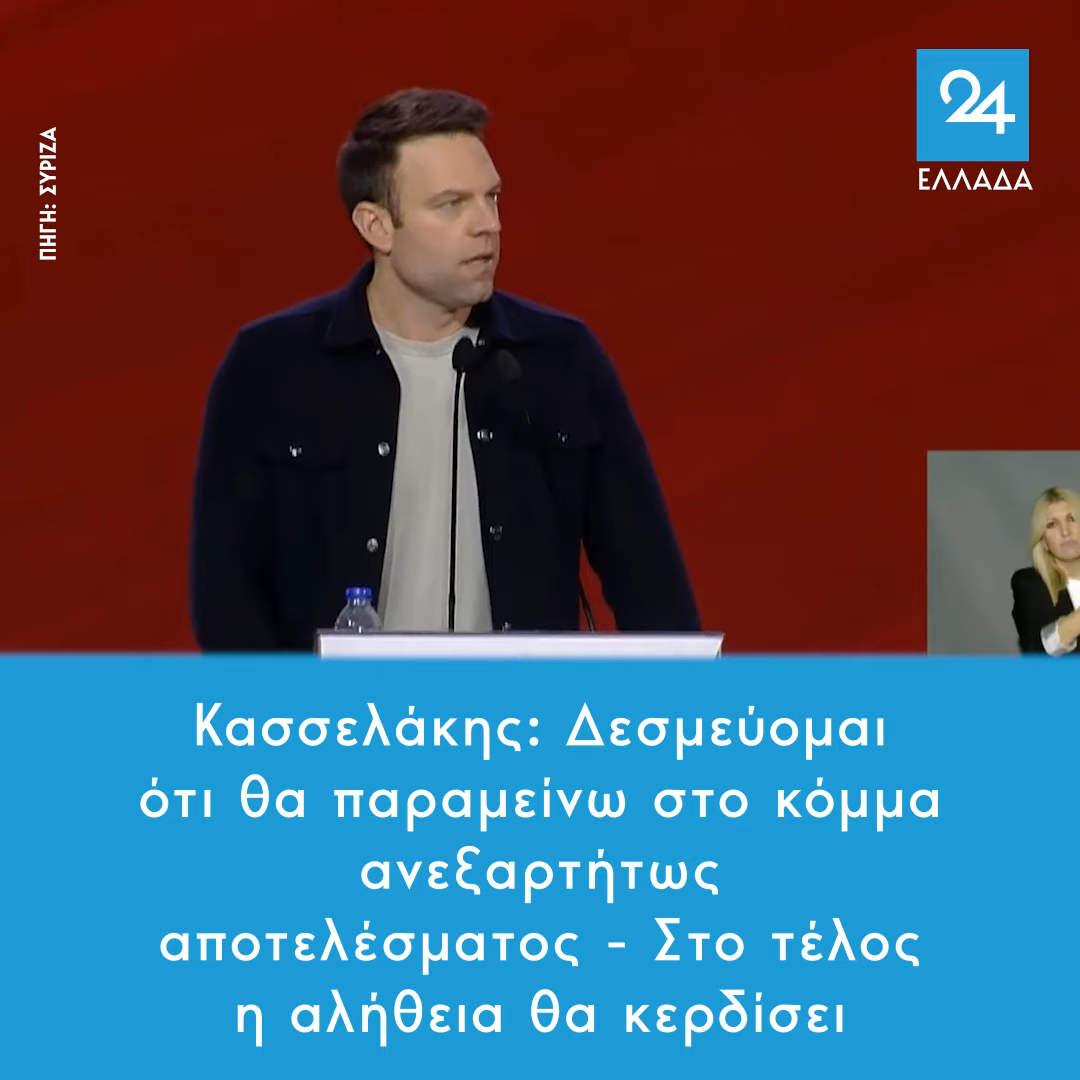 ΠΗΓΗ: ΣΥΡΙΖΑ
24
ΕΛΛΑΔΑ
Κασσελάκης: Δεσμεύομαι
ότι θα παραμείνω στο κόμμα
ανεξαρτήτως
αποτελέσματος - Στο τέλος
η αλήθεια θα κερδίσει